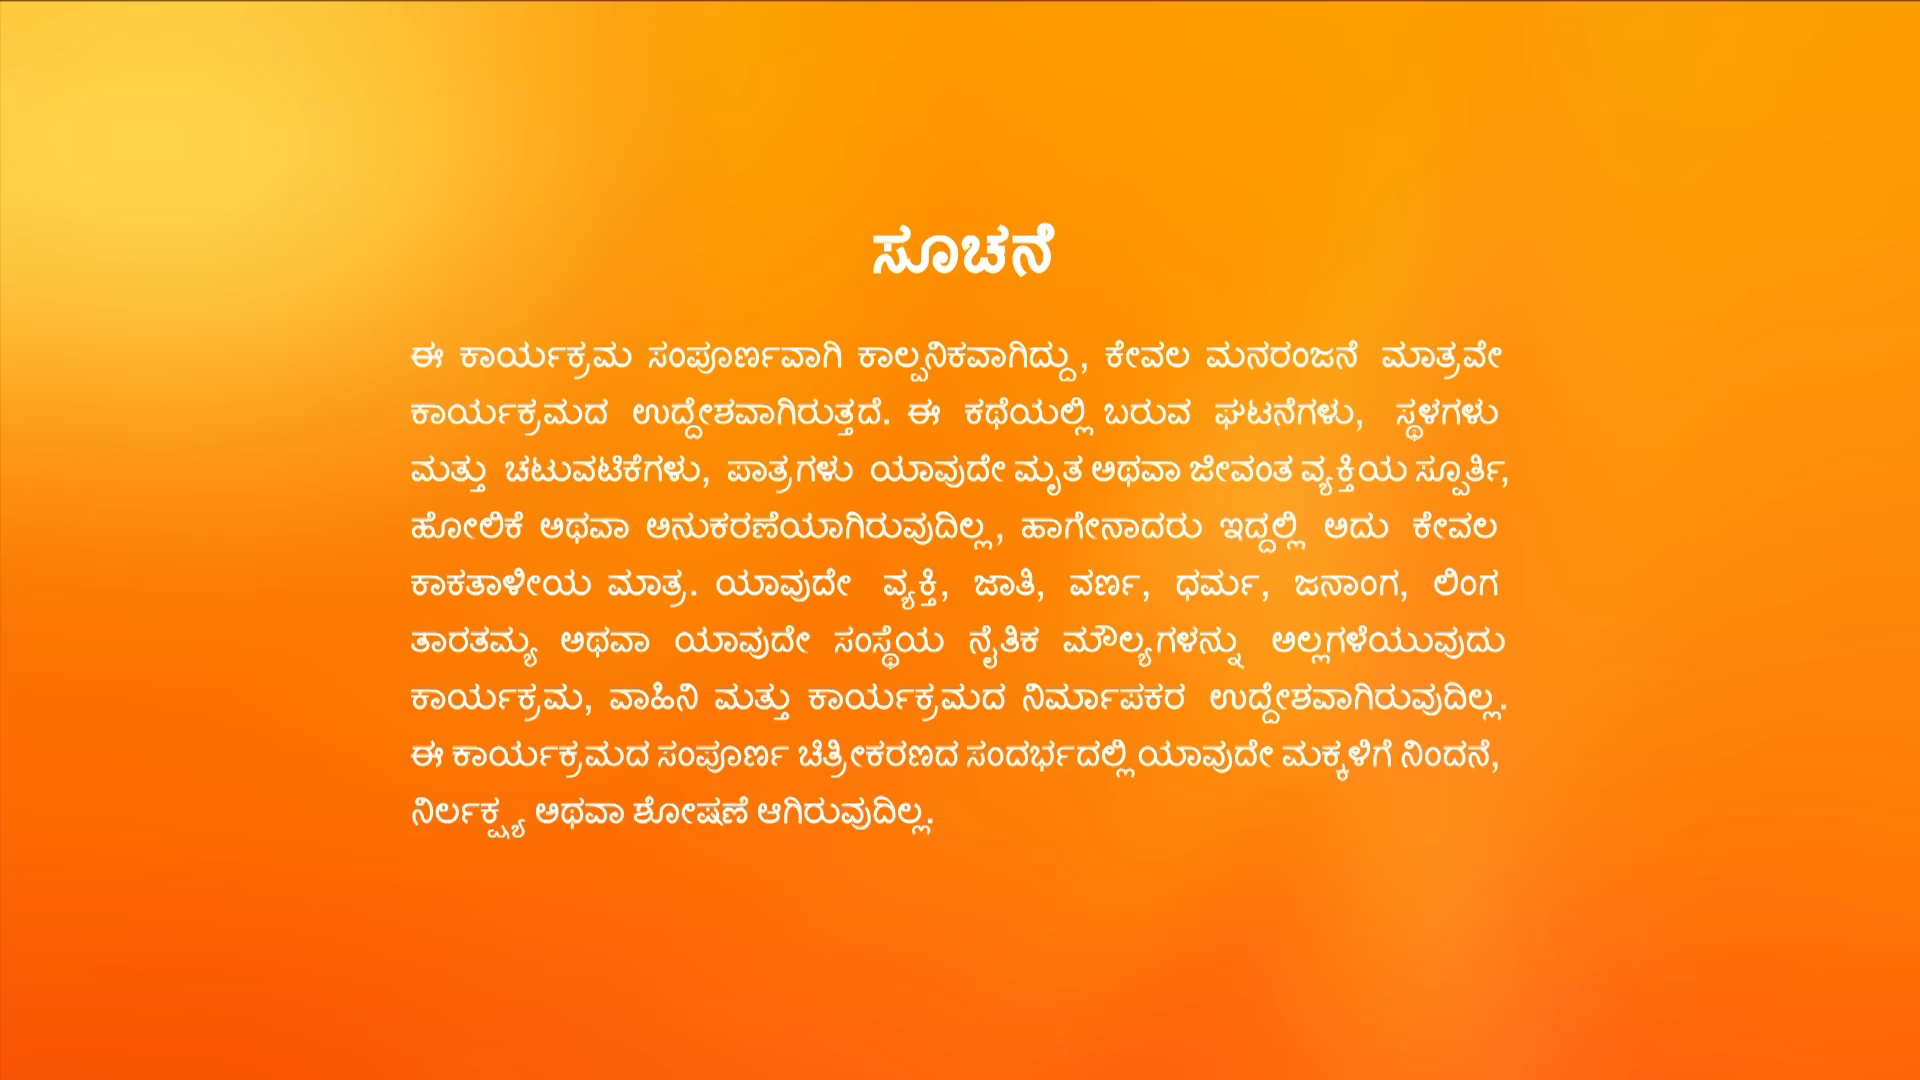 ಸೂಚನೆ
ಈ ಕಾರ್ಯಕ್ರಮ ಸಂಪೂರ್ಣವಾಗಿ ಕಾಲ್ಪನಿಕವಾಗಿದ್ದು, ಕೇವಲ ಮನರಂಜನೆ ಮಾತ್ರವೇ
ಕಾರ್ಯಕ್ರಮದ ಉದ್ದೇಶವಾಗಿರುತ್ತದೆ. ಈ ಕಥೆಯಲ್ಲಿ ಬರುವ ಘಟನೆಗಳು, ಸ್ಥಳಗಳು
ಮತ್ತು ಚಟುವಟಿಕೆಗಳು, ಪಾತ್ರಗಳು ಯಾವುದೇ ಮೃತ ಅಥವಾ ಜೀವಂತ ವ್ಯಕ್ತಿಯ ಸ್ಪೂರ್ತಿ,
ಹೋಲಿಕೆ ಅಥವಾ ಅನುಕರಣೆಯಾಗಿರುವುದಿಲ್ಲ, ಹಾಗೇನಾದರು ಇದ್ದಲ್ಲಿ ಅದು ಕೇವಲ
ಕಾಕತಾಳೀಯ ಮಾತ್ರ. ಯಾವುದೇ ವ್ಯಕ್ತಿ, ಜಾತಿ, ವರ್ಣ, ಧರ್ಮ, ಜನಾಂಗ, ಲಿಂಗ
ತಾರತಮ್ಯ ಅಥವಾ ಯಾವುದೇ ಸಂಸ್ಥೆಯ ನೈತಿಕ ಮೌಲ್ಯಗಳನ್ನು ಅಲ್ಲಗಳೆಯುವುದು
ಕಾರ್ಯಕ್ರಮ, ವಾಹಿನಿ ಮತ್ತು ಕಾರ್ಯಕ್ರಮದ ನಿರ್ಮಾಪಕರ ಉದ್ದೇಶವಾಗಿರುವುದಿಲ್ಲ.
ಈ ಕಾರ್ಯಕ್ರಮದ ಸಂಪೂರ್ಣ ಚಿತ್ರೀಕರಣದ ಸಂದರ್ಭದಲ್ಲಿ ಯಾವುದೇ ಮಕ್ಕಳಿಗೆ ನಿಂದನೆ,
ನಿರ್ಲಕ್ಷ್ಯ ಅಥವಾ ಶೋಷಣೆ ಆಗಿರುವುದಿಲ್ಲ.